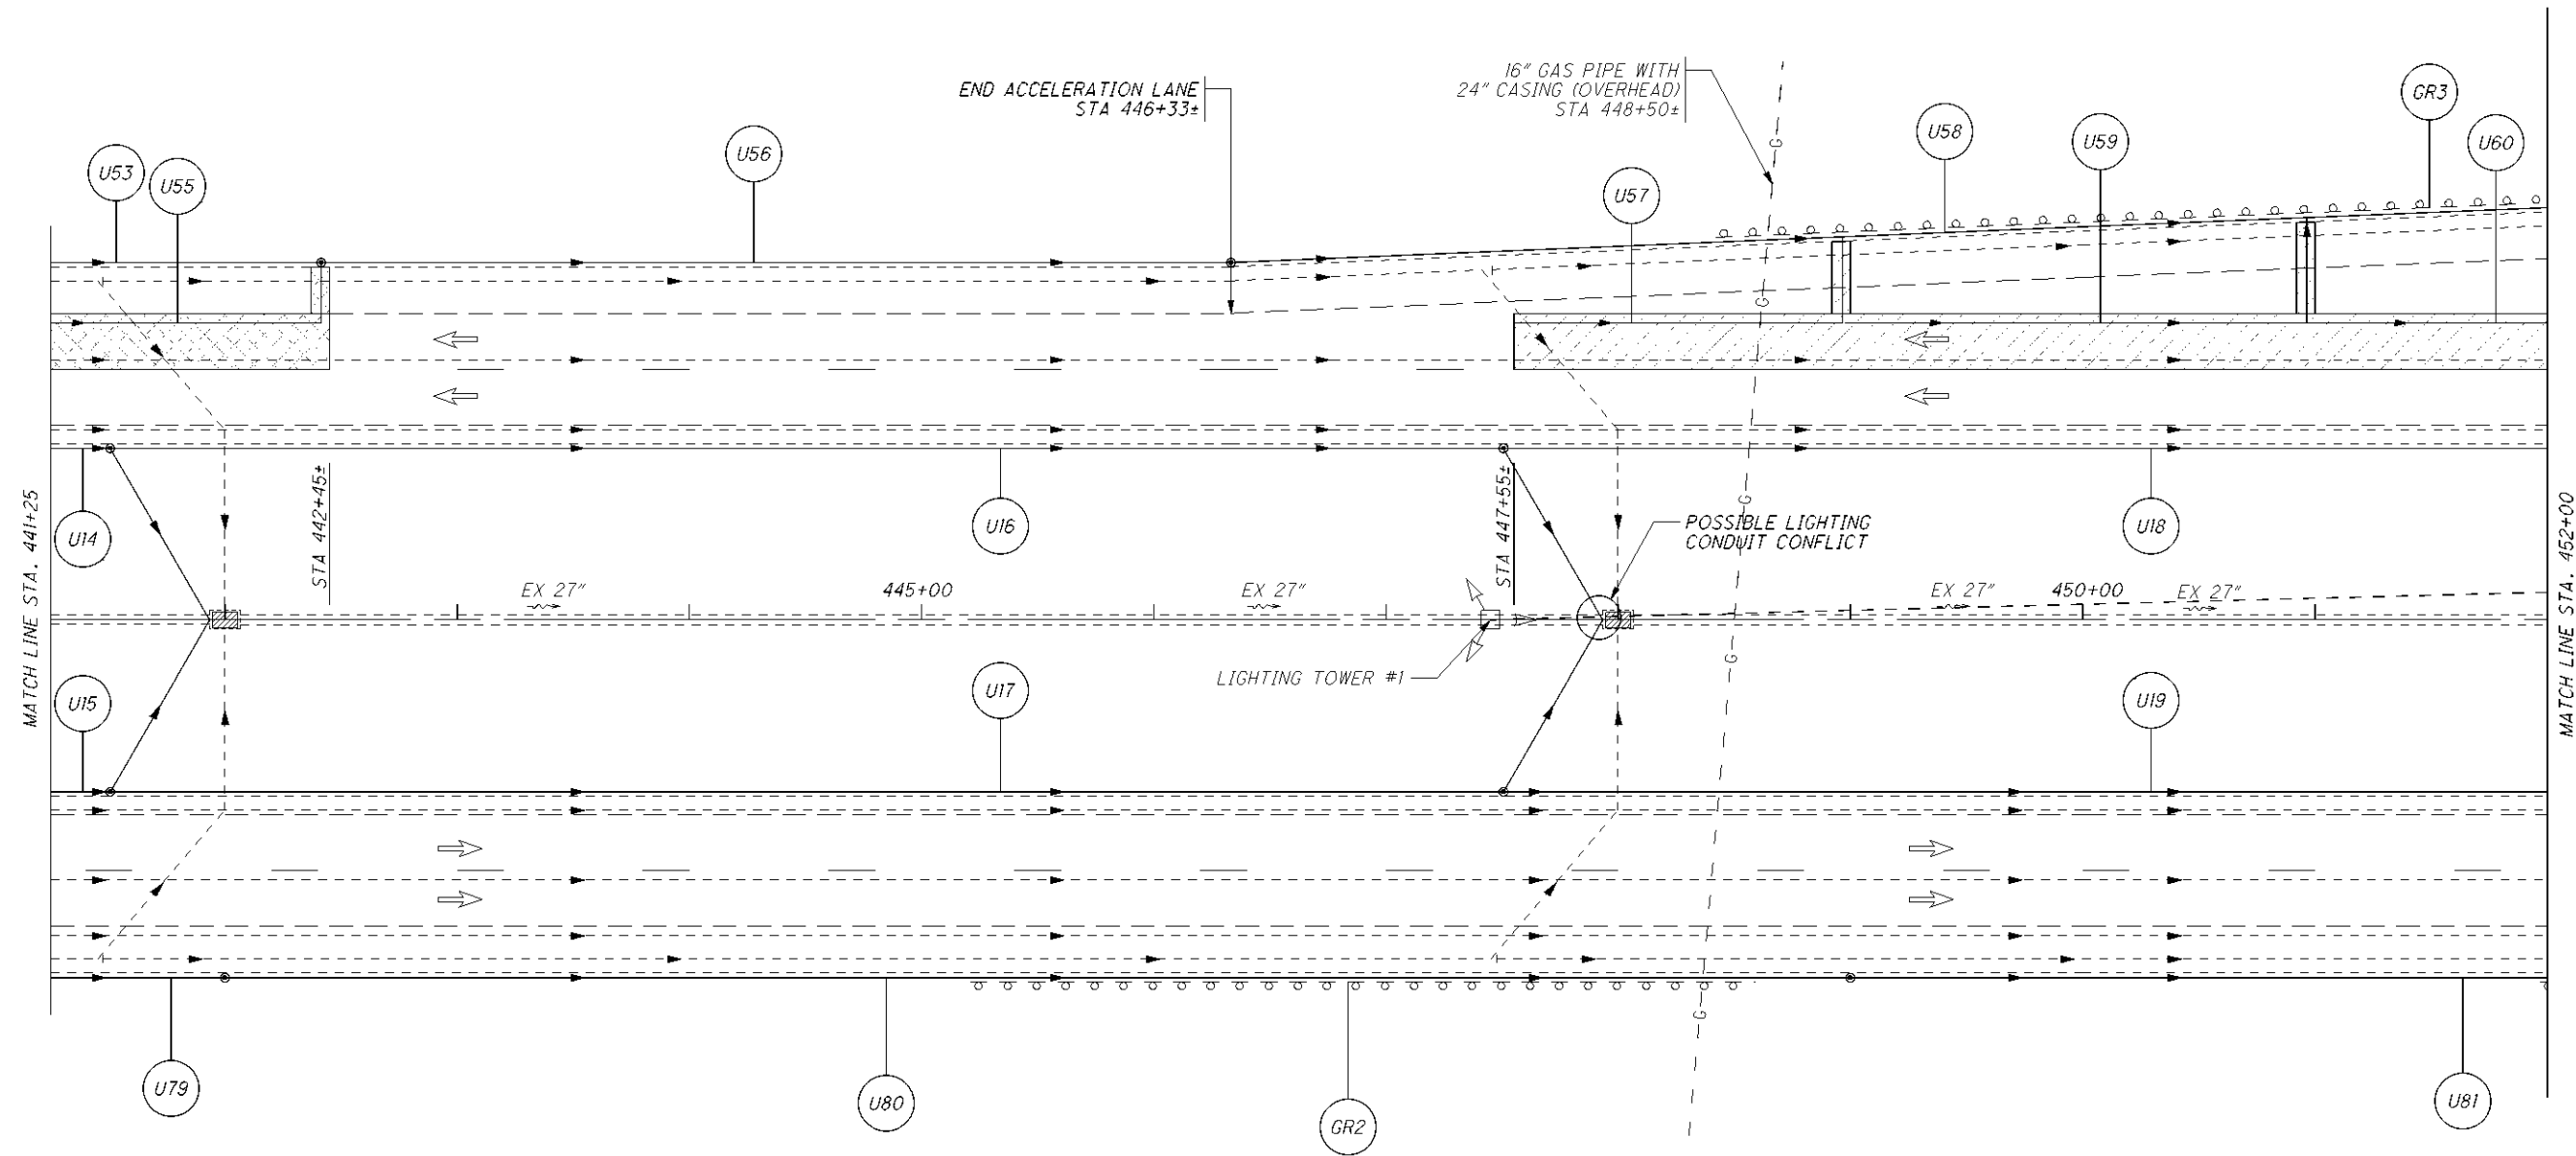 16" GAS PIPE WITH
24" CASING (OVERHEAD)
STA 448+50±
END ACCELERATION LANE
STA 446+33±
GR3
U53
U55
U56
U57
U58
U59
U60
G
G
G
G
G
G
MATCH LINE STA. 441+25
U14
STA 442+45±
U16
STA 447+55±
POSSIBLE LIGHTING
CONDUIT CONFLICT
U18
MATCH LINE STA. 452+00
EX 27"
445+00
EX 27"
EX 27"
450+00
EX 27"
LIGHTING TOWER #1
U15
U17
U19
U79
U80
GR2
U81